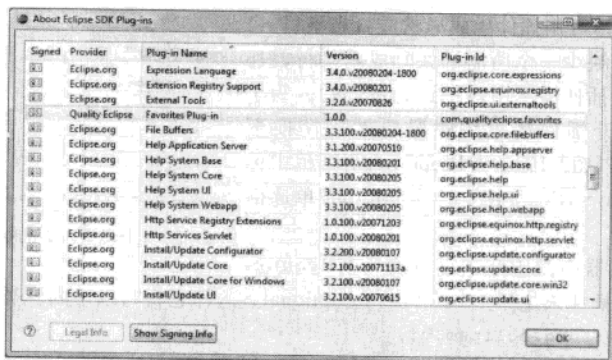 About Eclipse SDK Plug-ins
Signed Provider Plug-in Name Version Plug-in Id
Eclipse.org Expression Language 3.4.0.v20080204-1800 org.eclipse.core.expressions
Eclipse.org Extension Registry Support 3.4.0.v20080201 org.eclipse.equinox.registry
Eclipse.org External Tools 3.2.0.v20070826 org.eclipse.ui.externaltools
Quality Eclipse Favorites Plug-in 1.0.0 com.qualityeclipse.favorites
Eclipse.org File Buffers 3.3.100.v20080204-1800 org.eclipse.core.filebuffers
Eclipse.org Help Application Server 3.1.200.v20070510 org.eclipse.help.appserver
Eclipse.org Help System Base 3.3.100.v20080201 org.eclipse.help.base
Eclipse.org Help System Core 3.3.100.v20080205 org.eclipse.help
Eclipse.org Help System UI 3.3.100.v20080205 org.eclipse.help.ui
Eclipse.org Help System Webapp 3.3.100.v20080205 org.eclipse.help.webapp
Eclipse.org Http Service Registry Extensions 1.0.100.v20071203 org.eclipse.equinox.http.registry
Eclipse.org Http Services Servlet 1.0.100.v20080201 org.eclipse.equinox.http.servlet
Eclipse.org Install/Update Configurator 3.2.200.v20080107 org.eclipse.update.configurator
Eclipse.org Install/Update Core 3.2.100.v20071113a org.eclipse.update.core
Eclipse.org Install/Update Core for Windows 3.2.100.v20080107 org.eclipse.update.core.win32
Eclipse.org Install/Update UI 3.2.100.v20070615 org.eclipse.update.ui
Legal Info Show Signing Info OK